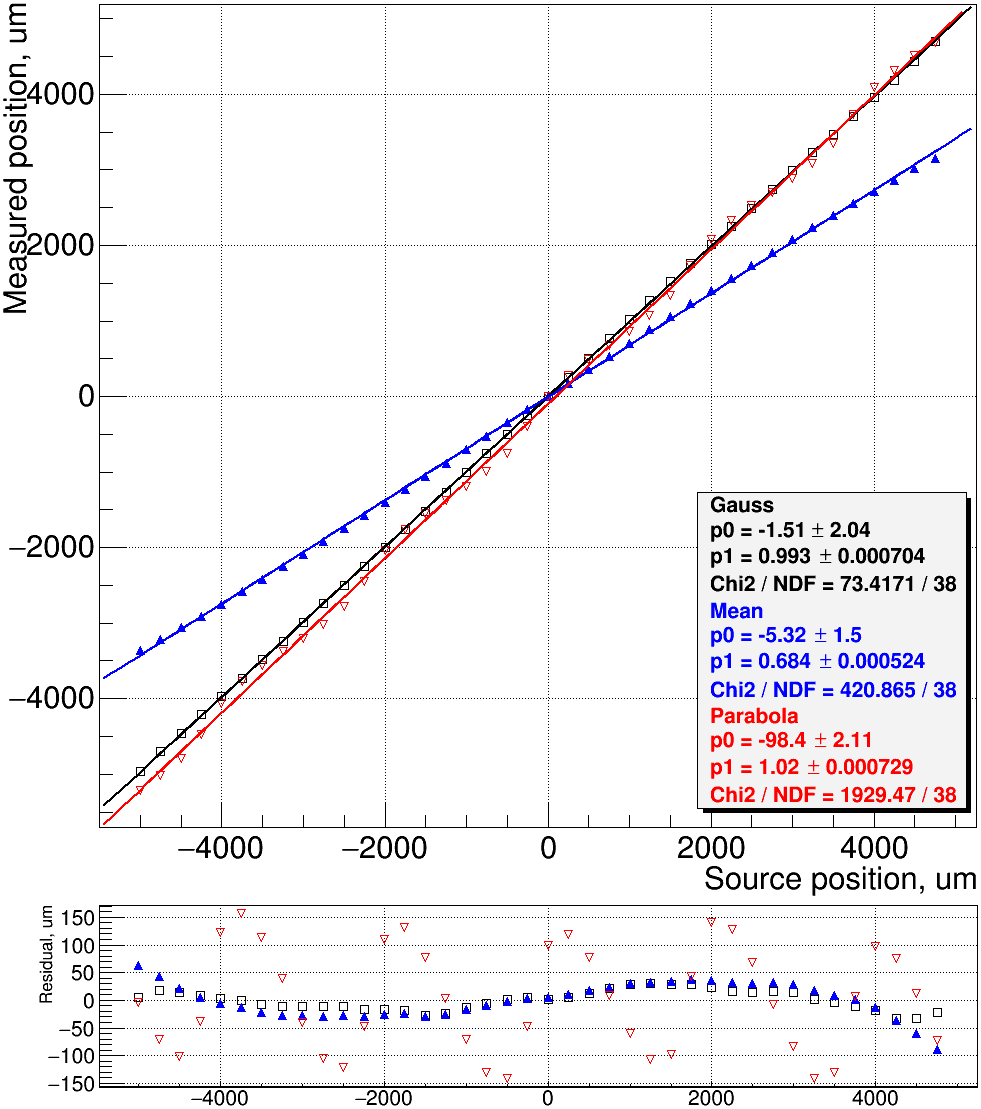 Measured position, um
4000
2000
0
−2000
−4000
Gauss
p0 = -1.51 ± 2.04
p1 = 0.993 ± 0.000704
Chi2 / NDF = 73.4171 / 38
Mean
p0 = -5.32 ± 1.5
p1 = 0.684 ± 0.000524
Chi2 / NDF = 420.865 / 38
Parabola
p0 = -98.4 ± 2.11
p1 = 1.02 ± 0.000729
Chi2 / NDF = 1929.47 / 38
−4000 −2000 0 2000 4000
Source position, um
Residual, um
150
100
50
0
−50
−100
−150
−4000 −2000 0 2000 4000